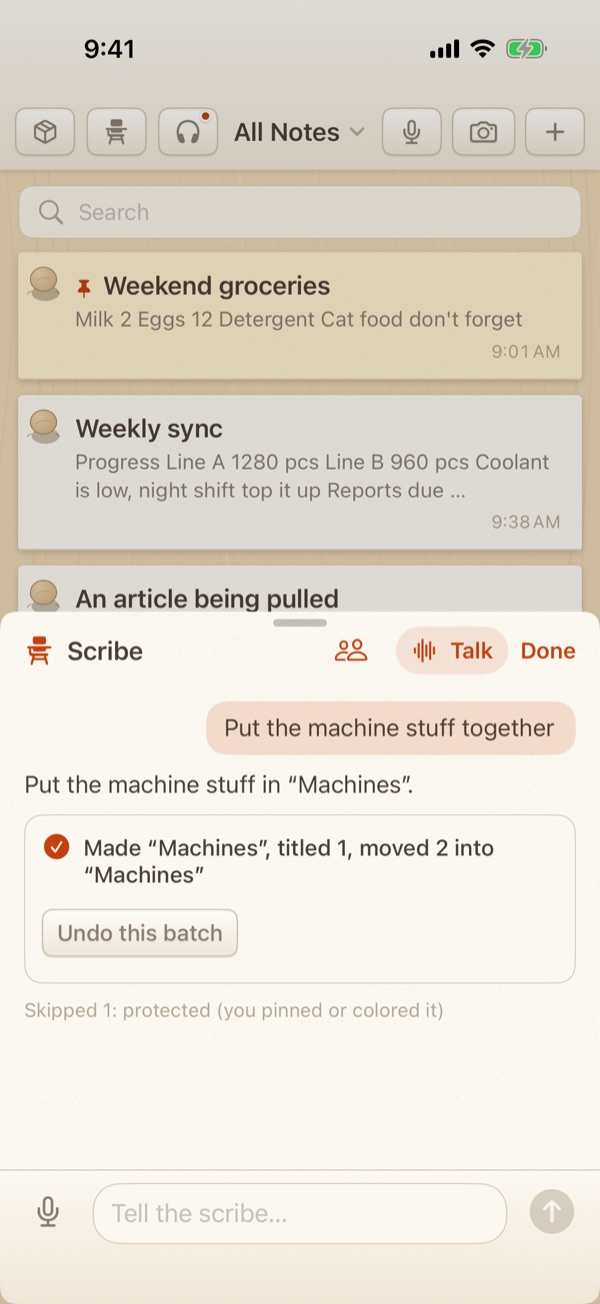 9:41
All Notes
Search
Weekend groceries
Milk 2 Eggs 12 Detergent Cat food don't forget
9:01 AM
Weekly sync
Progress Line A 1280 pcs Line B 960 pcs Coolant
is low, night shift top it up Reports due ...
9:38 AM
An article being pulled
Scribe
Talk
Done
Put the machine stuff together
Put the machine stuff in “Machines”.
Made “Machines”, titled 1, moved 2 into
“Machines”
Undo this batch
Skipped 1: protected (you pinned or colored it)
Tell the scribe...